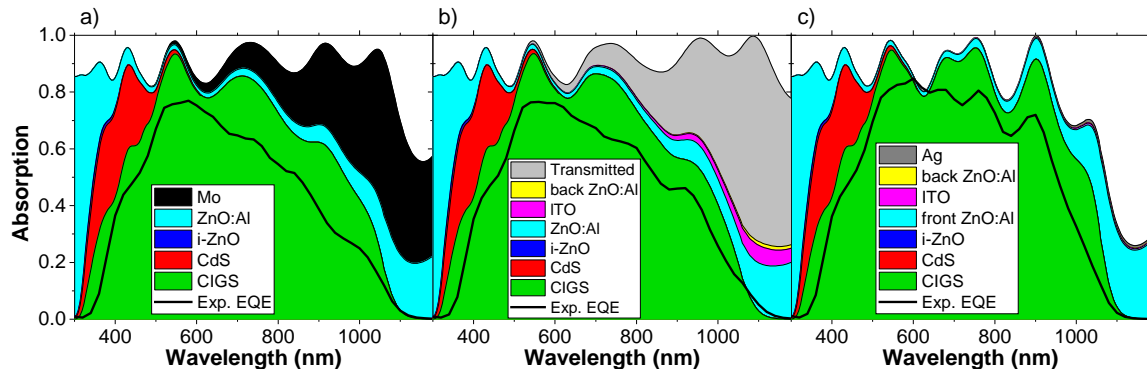 a)
b)
c)
Absorption
1.0
0.8
0.6
0.4
0.2
0.0
Mo
ZnO:Al
i-ZnO
CdS
CIGS
Exp. EQE
400 600 800 1000
Wavelength (nm)
Transmitted
back ZnO:Al
ITO
ZnO:Al
i-ZnO
CdS
CIGS
Exp. EQE
400 600 800 1000
Wavelength (nm)
Ag
back ZnO:Al
ITO
front ZnO:Al
i-ZnO
CdS
CIGS
Exp. EQE
400 600 800 1000
Wavelength (nm)